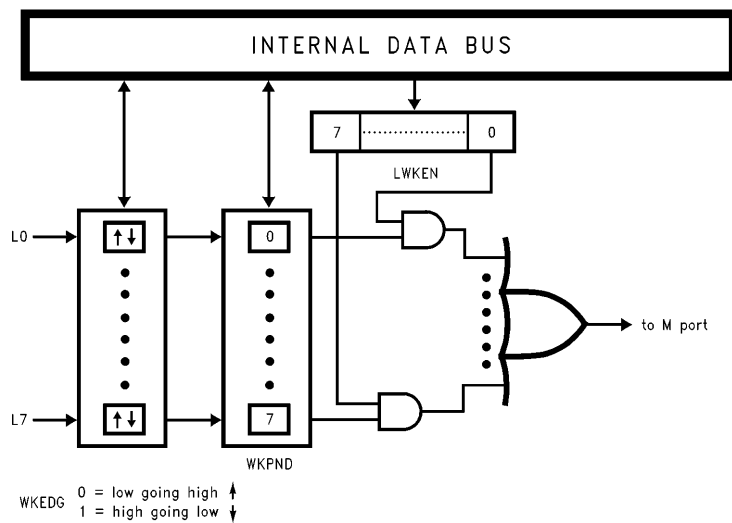 INTERNAL DATA BUS
7 0
LWKEN
L0 0
to M port
L7 7
WKPND
WKEDG 0 = low going high
1 = high going low